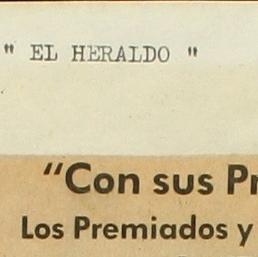 " EL HERALDO "
“Con sus
Los Premiados y